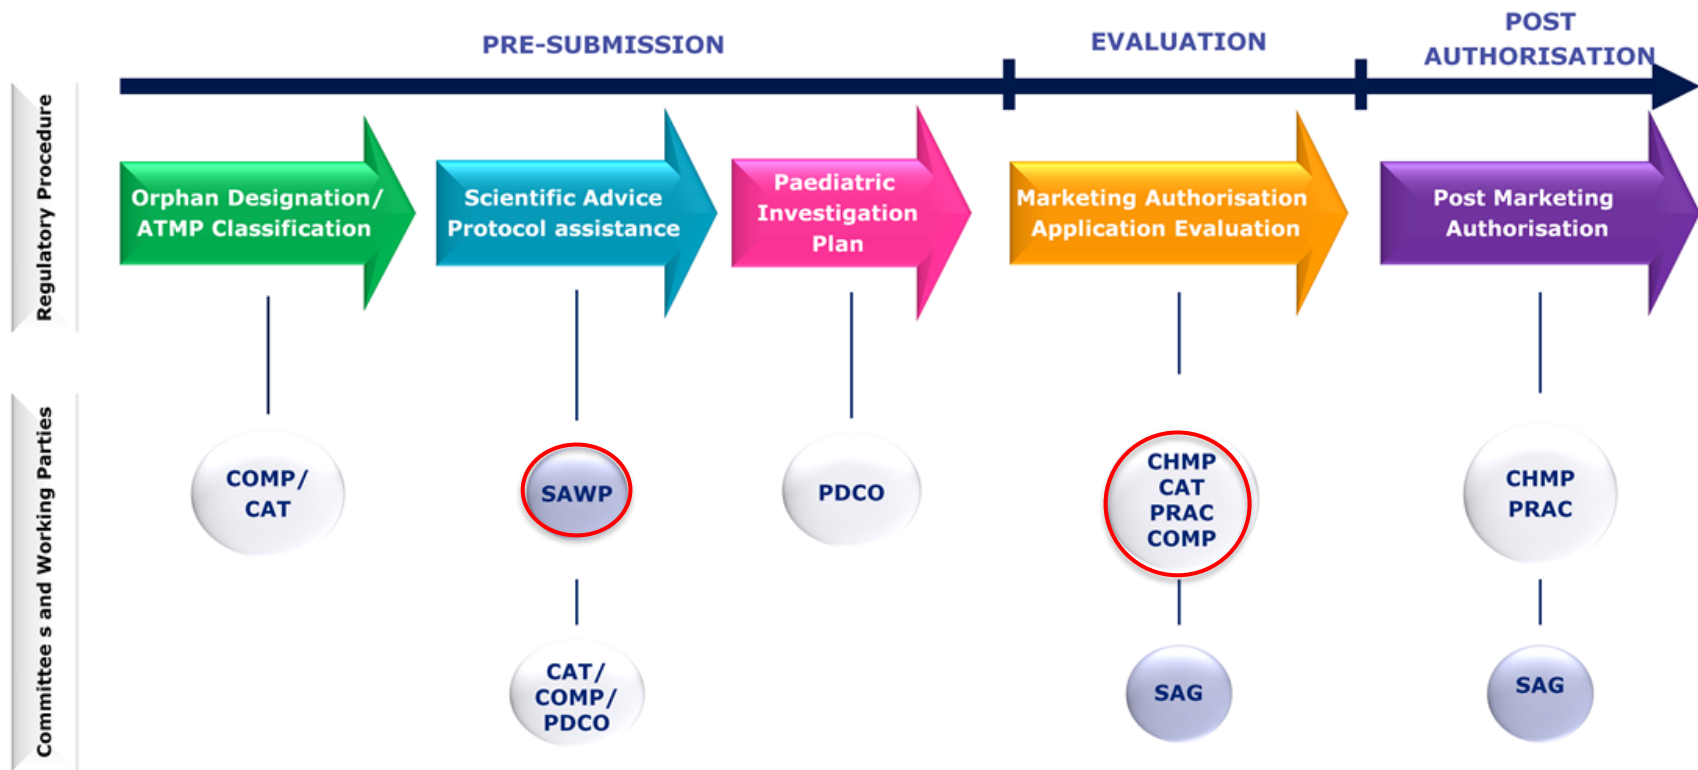 PRE-SUBMISSION
EVALUATION
POST
AUTHORISATION
Regulatory Procedure
Orphan Designation/
ATMP Classification
Scientific Advice
Protocol assistance
Paediatric
Investigation
Plan
Marketing Authorisation
Application Evaluation
Post Marketing
Authorisation
Committee s and Working Parties
COMP/
CAT
SAWP
PDCO
CHMP
CAT
PRAC
COMP
CHMP
PRAC
CAT/
COMP/
PDCO
SAG
SAG